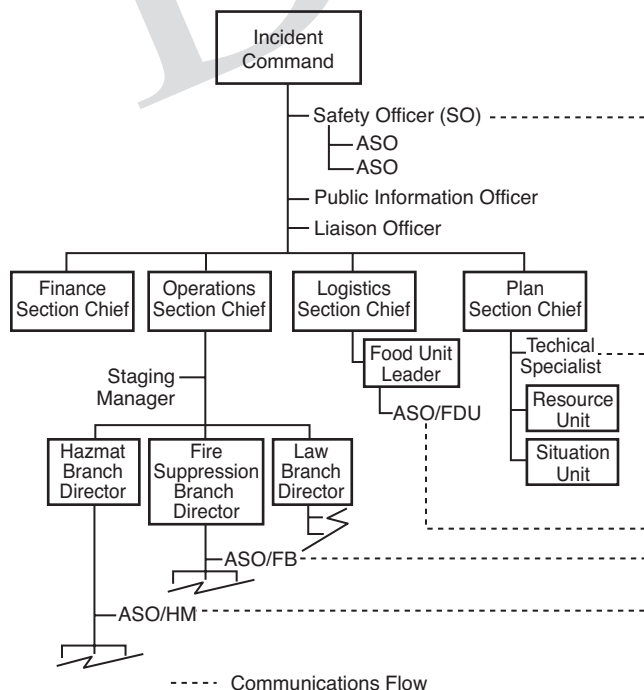 Incident
Command
Safety Officer (SO)
ASO
ASO
Public Information Officer
Liaison Officer
Finance
Section Chief
Operations
Section Chief
Logistics
Section Chief
Plan
Section Chief
Staging
Manager
Food Unit
Leader
ASO/FDU
Techical
Specialist
Resource
Unit
Situation
Unit
Hazmat
Branch
Director
Fire
Suppression
Branch
Director
Law
Branch
Director
ASO/FB
ASO/HM
Communications Flow